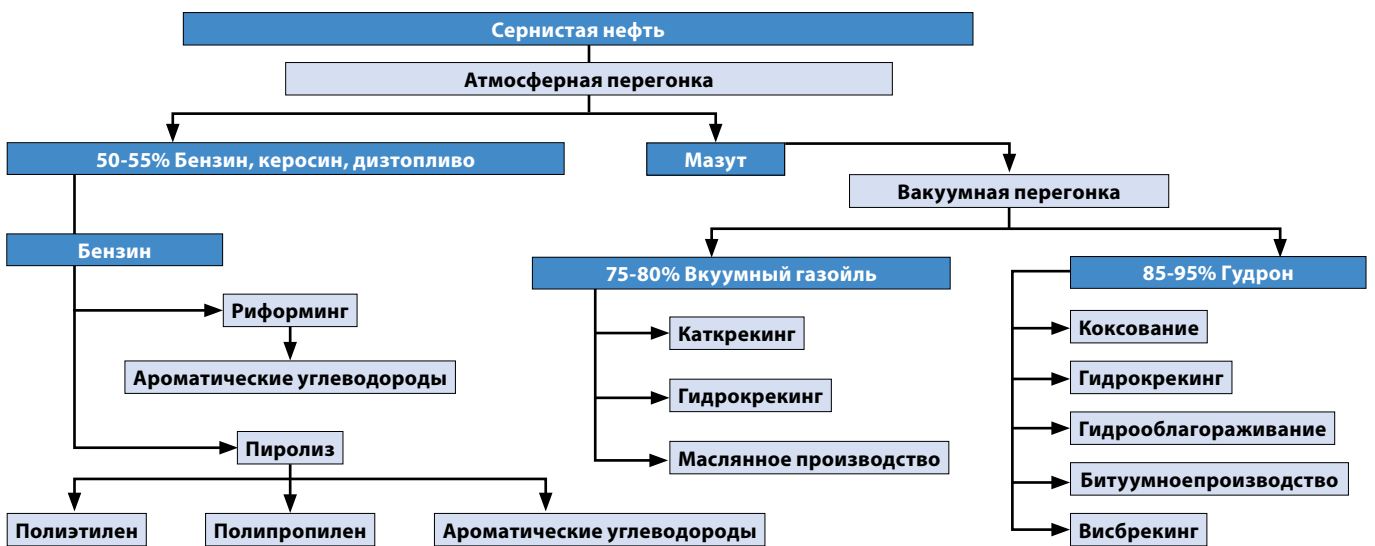 Сернистая нефть
Атмосферная перегонка
50-55% Бензин, керосин, дизтопливо
Мазут
Вакуумная перегонка
Бензин
75-80% Вкуумный газойль
85-95% Гудрон
Риформинг
Ароматические углеводороды
Каткрекинг
Гидрокрекинг
Маслянное производство
Коксование
Гидрокрекинг
Гидрооблагораживание
Битуумноепроизводство
Висбрекинг
Пиролиз
Полиэтилен
Полипропилен
Ароматические углеводороды